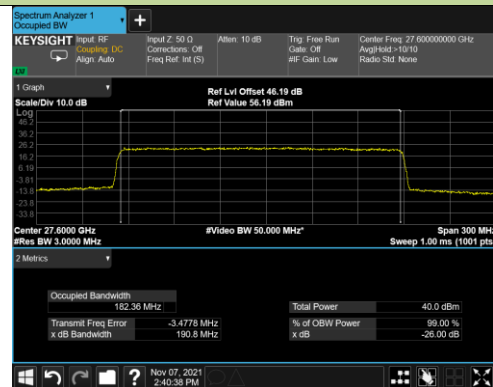 Spectrum Analyzer 1
Occupied BW
KEYSIGHT Input: RF Input Z: 50 Ω Atten: 10 dB Trig: Free Run Center Freq: 27.600000000 GHz
Coupling: DC Corrections: Off Gate: Off Avg|Hold:>10/10
Align: Auto Freq Ref: Int (S) #IF Gain: Low Radio Std: None
1 Graph
Scale/Div 10.0 dB Ref Lvl Offset 46.19 dB
Ref Value 56.19 dBm
Log
46.2
36.2
26.2
16.2
6.19
-3.81
-13.8
-23.8
-33.8
Center 27.6000 GHz #Video BW 50.000 MHz* Span 300 MHz
#Res BW 3.0000 MHz Sweep 1.00 ms (1001 pts
2 Metrics
Occupied Bandwidth
182.36 MHz Total Power 40.0 dBm
Transmit Freq Error -3.4778 MHz % of OBW Power 99.00 %
x dB Bandwidth 190.8 MHz x dB -26.00 dB
Nov 07, 2021
2:40:38 PM